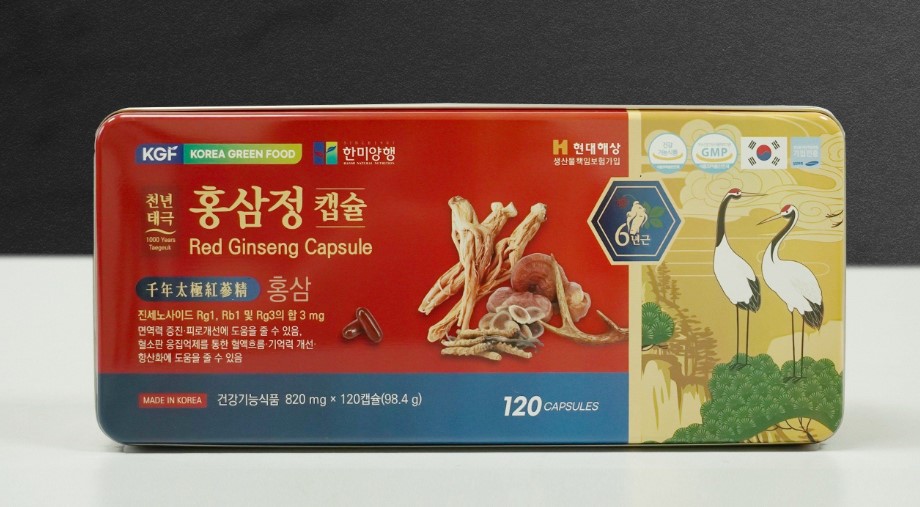 KGF KOREA GREEN FOOD
한미양행
현대해상
생산물책임보험가입
GMP
천년
태극
1000 Years
Taegeuk
홍삼정 캡슐
Red Ginseng Capsule
6년근
千年太極紅蔘精 홍삼
진세노사이드 Rg1, Rb1 및 Rg3의 합 3 mg
면역력 증진·피로개선에 도움을 줄 수 있음,
혈소판 응집억제를 통한 혈액흐름·기억력 개선·
항산화에 도움을 줄 수 있음
MADE IN KOREA
건강기능식품 820 mg × 120캡슐(98.4 g)
120 CAPSULES